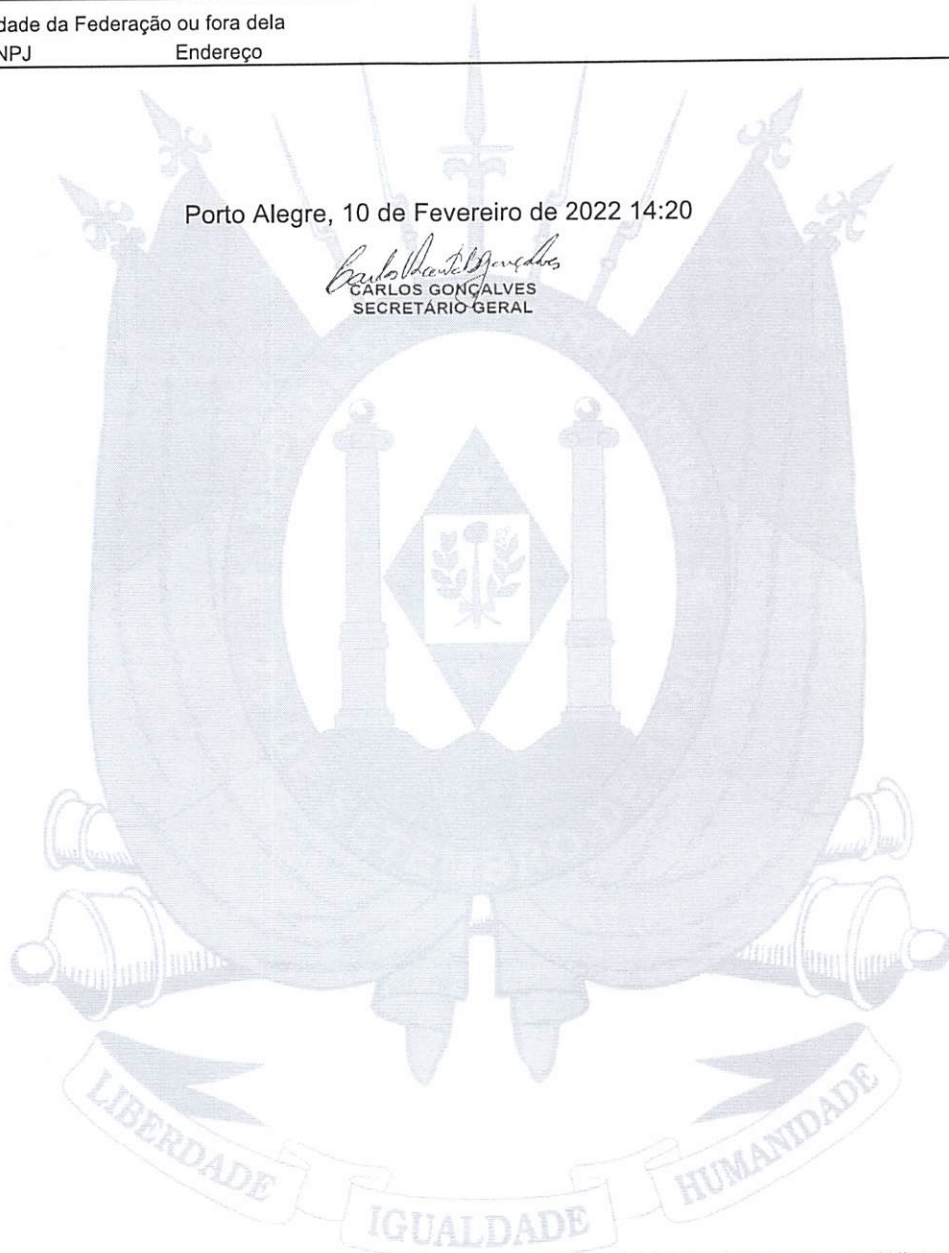 dade da Federação ou fora dela
NPJ Endereço
Porto Alegre, 10 de Fevereiro de 2022 14:20
CARLOS GONÇALVES
SECRETÁRIO GERAL
LIBERDADE
IGUALDADE
HUMANIDADE